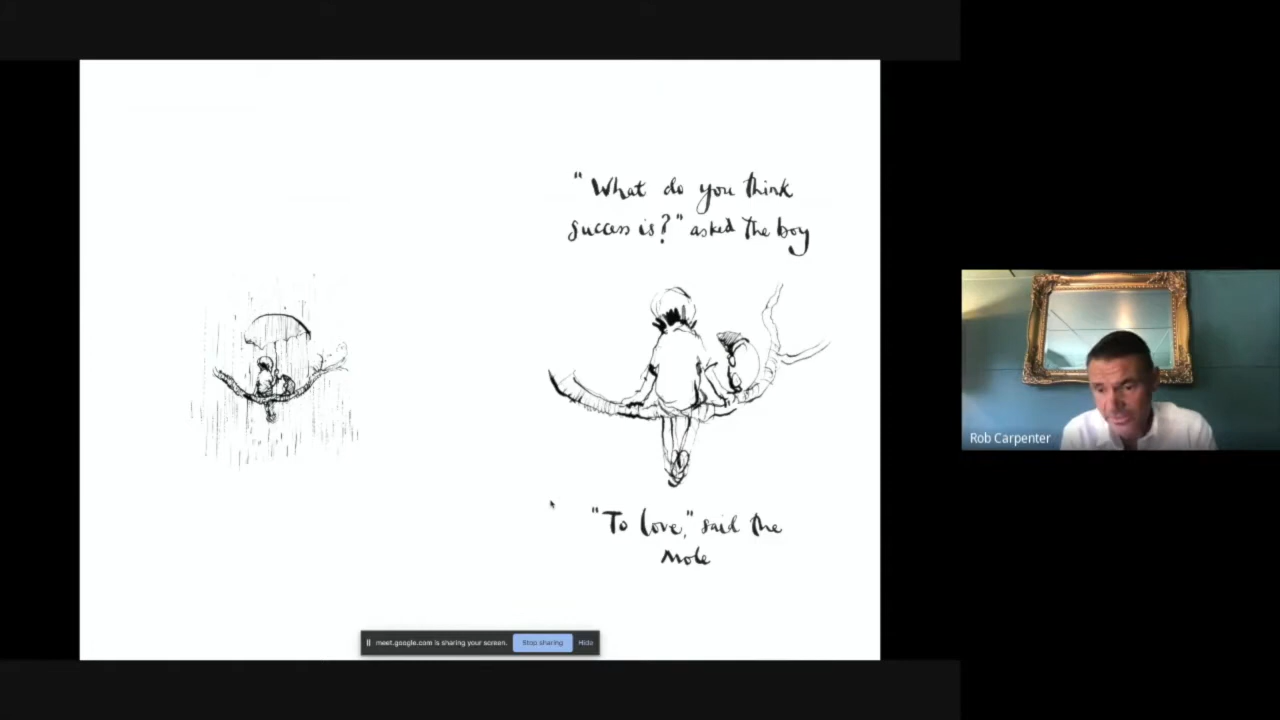 "What do you think
success is?" asked the boy
"To love," said the
mole
Rob Carpenter
meet.google.com is sharing your screen.
Stop sharing
Hide